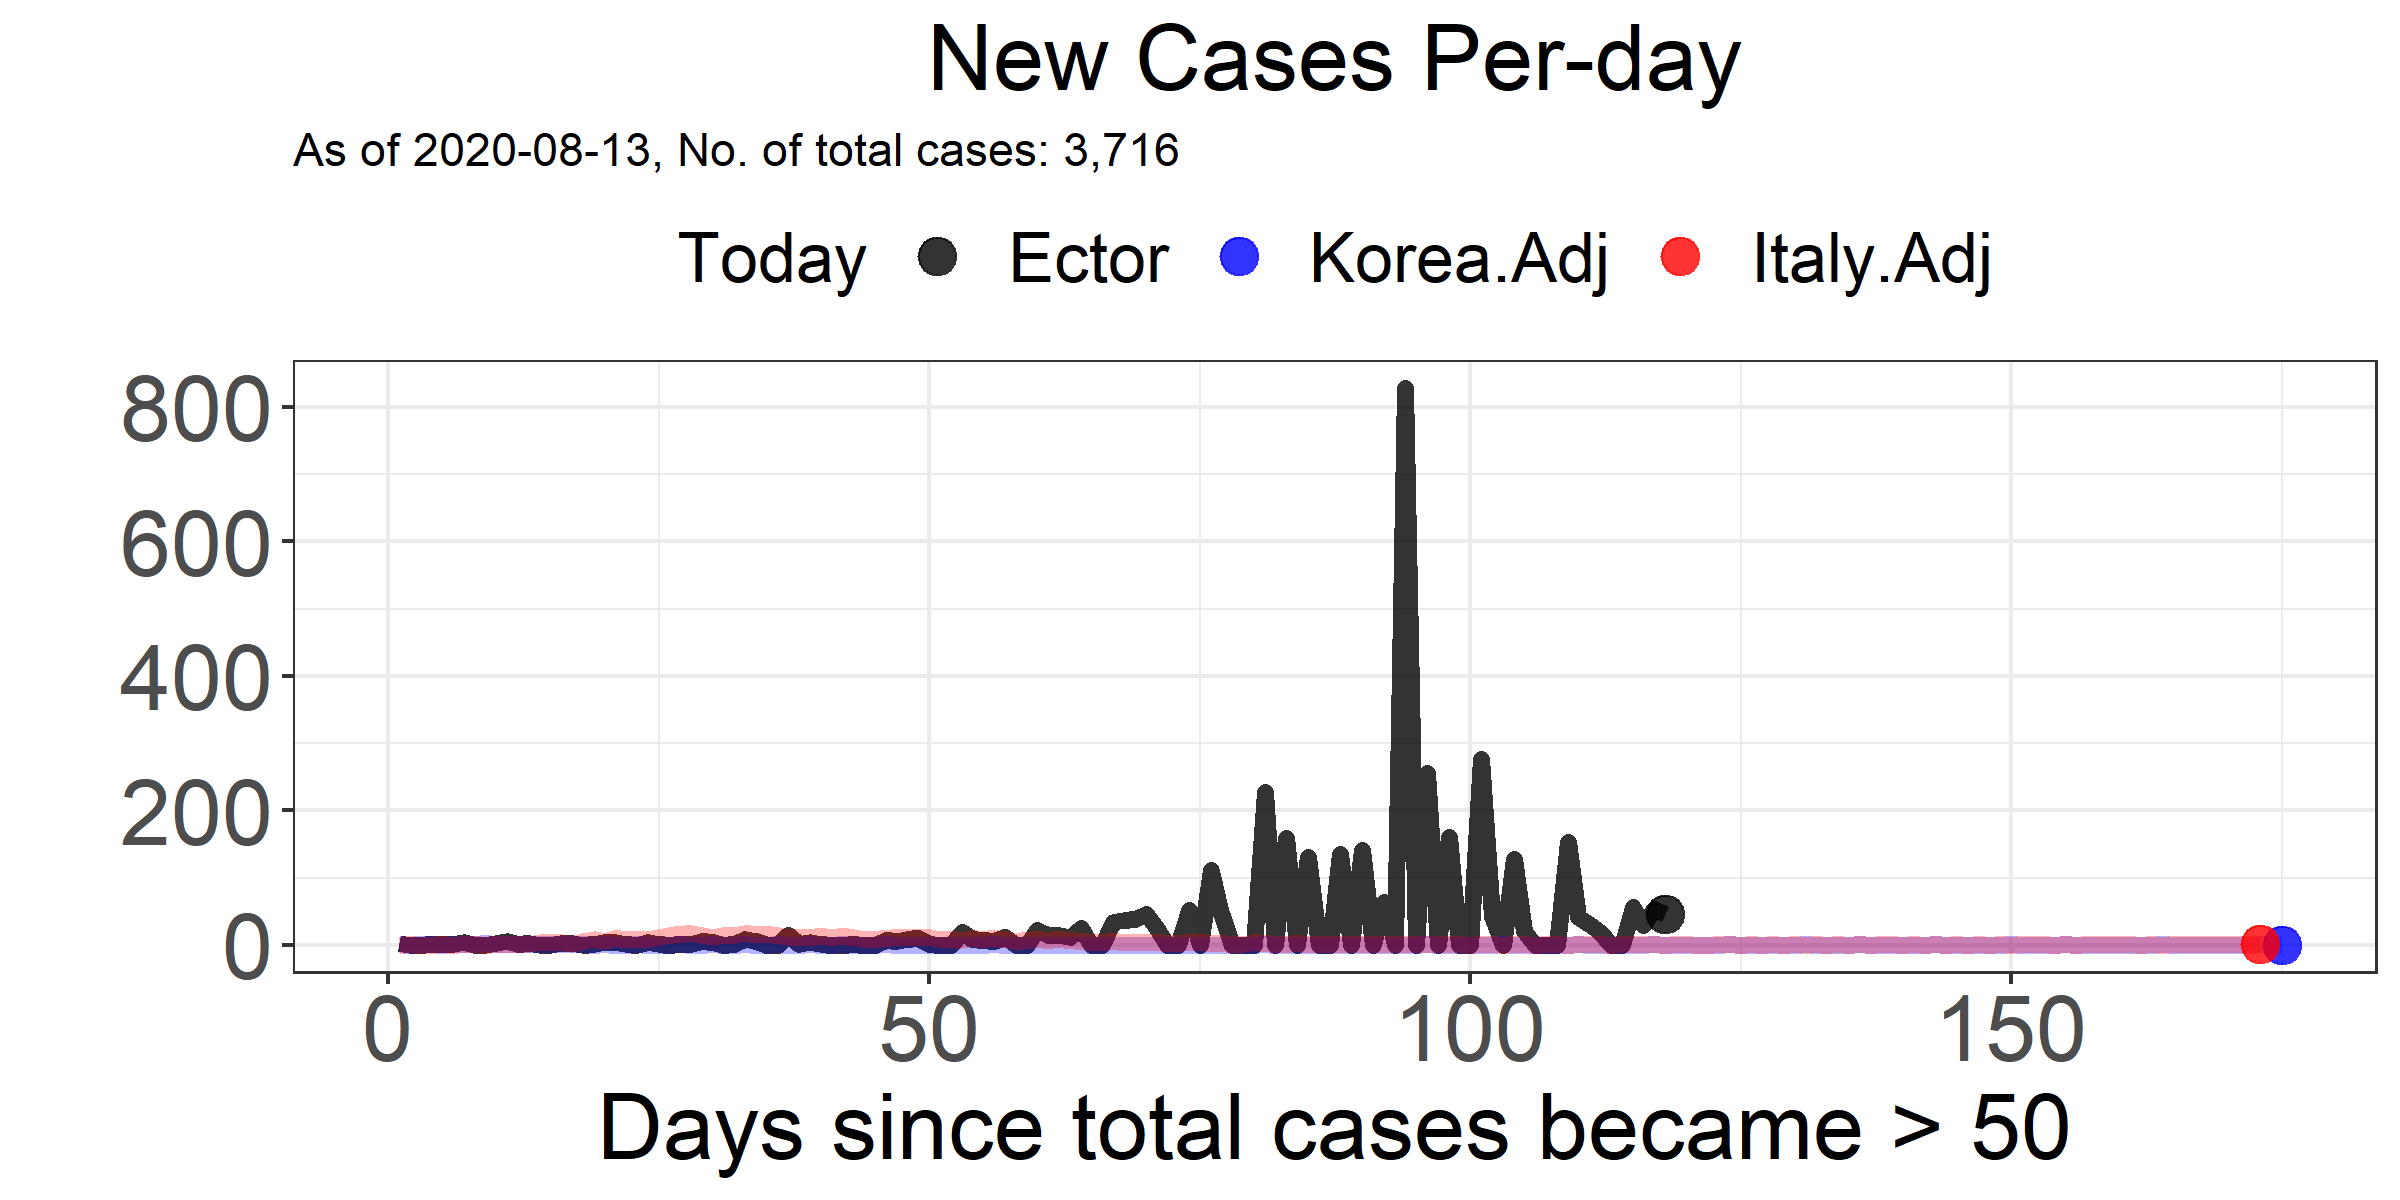 New Cases Per-day
As of 2020-08-13, No. of total cases: 3,716
Today Ector Korea.Adj Italy.Adj
800
600
400
200
0
0 50 100 150
Days since total cases became > 50